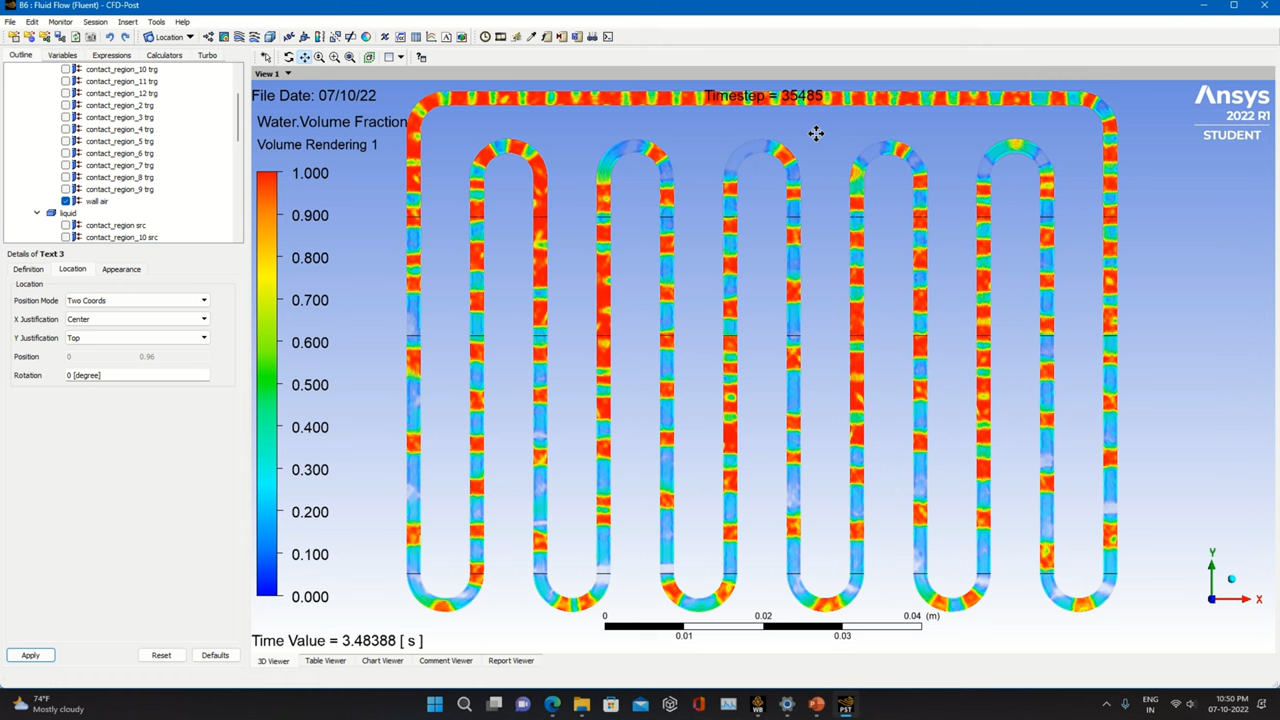 B6 : Fluid Flow (Fluent) - CFD-Post
File Edit Monitor Session Insert Tools Help
Location
Outline Variables Expressions Calculators Turbo
contact_region_10 trg
contact_region_11 trg
contact_region_12 trg
contact_region_2 trg
contact_region_3 trg
contact_region_4 trg
contact_region_5 trg
contact_region_6 trg
contact_region_7 trg
contact_region_8 trg
contact_region_9 trg
wall air
liquid
contact_region src
contact_region_10 src
Details of Text 3
Definition Location Appearance
Location
Position Mode Two Coords
X Justification Center
Y Justification Top
Position 0 0.96
Rotation 0 [degree]
Apply Reset Defaults
View 1
File Date: 07/10/22
Timestep = 35485
Water.Volume Fraction
Volume Rendering 1
1.000
0.900
0.800
0.700
0.600
0.500
0.400
0.300
0.200
0.100
0.000
Time Value = 3.48388 [ s ]
Ansys
2022 R1
STUDENT
0 0.02 0.04 (m)
0.01 0.03
Y
X
3D Viewer Table Viewer Chart Viewer Comment Viewer Report Viewer
74°F
Mostly cloudy
WB
PST
ENG
IN
10:50 PM
07-10-2022